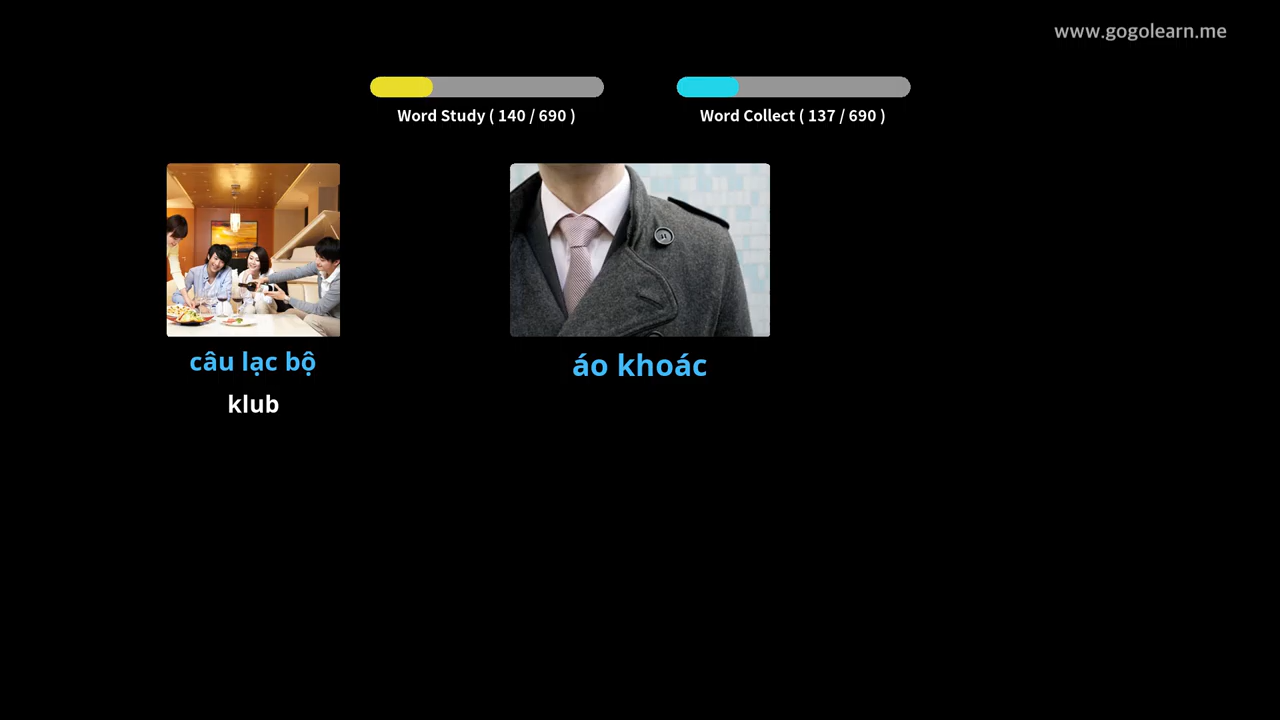 www.gogolearn.me
Word Study ( 140 / 690 )
Word Collect ( 137 / 690 )
câu lạc bộ
klub
áo khoác